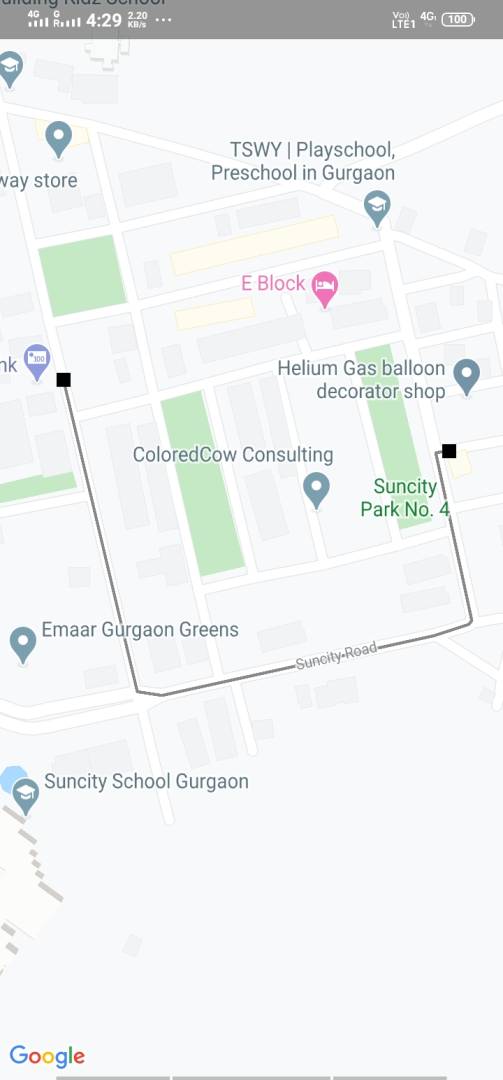 4G
G
R
4:29
2.20
KB/s
...
Vo))
LTE1
4G
100
uilding Kidz School
TSWY | Playschool,
Preschool in Gurgaon
way store
E Block
nk
100
Helium Gas balloon
decorator shop
ColoredCow Consulting
Suncity
Park No. 4
Emaar Gurgaon Greens
Suncity Road
Suncity School Gurgaon
Google